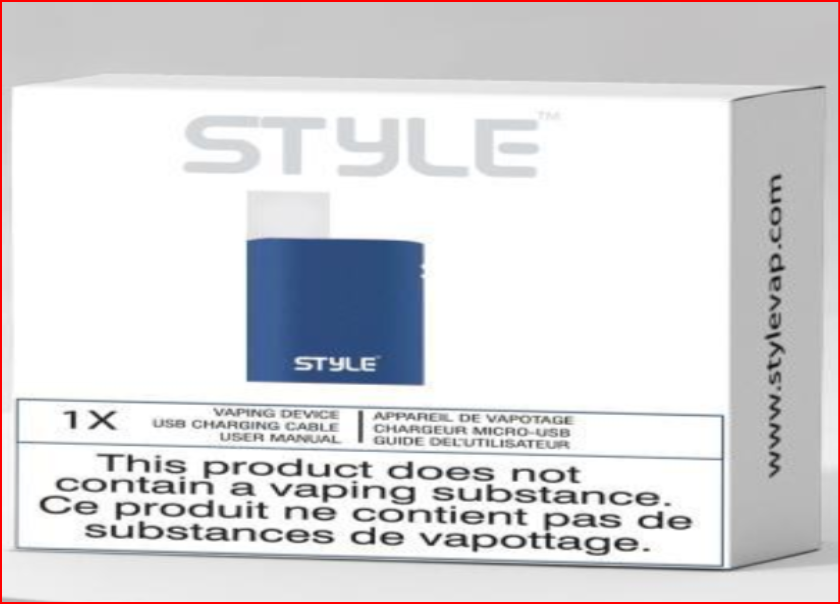 STYLE™
STYLE
1X
VAPING DEVICE
USB CHARGING CABLE
USER MANUAL
APPAREIL DE VAPOTAGE
CHARGEUR MICRO-USB
GUIDE DEL'UTILISATEUR
This product does not
contain a vaping substance.
Ce produit ne contient pas de
substances de vapottage.
www.stylevap.com